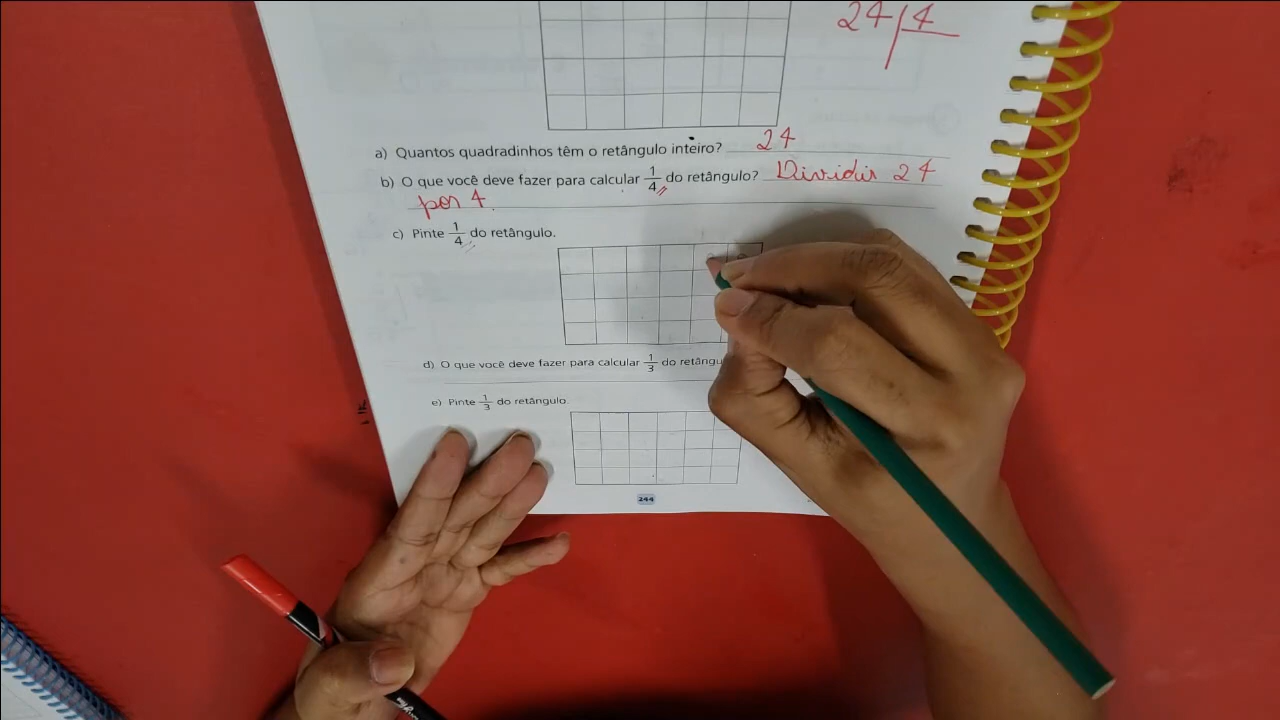 24 4
a) Quantos quadradinhos têm o retângulo inteiro? 24
b) O que você deve fazer para calcular 1/4 do retângulo? Dividir 24
por 4.
c) Pinte 1/4 do retângulo.
d) O que você deve fazer para calcular 1/3 do
e) Pinte 1/3 do retângulo
244